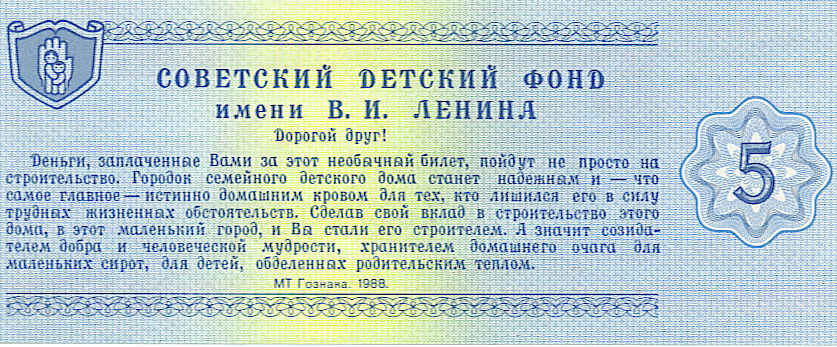 СОВЕТСКИЙ ДЕТСКИЙ ФОНД
имени В. И. ЛЕНИНА
Дорогой друг!
Деньги, заплаченные Вами за этот необычный билет, пойдут не просто на
строительство. Городок семейного детского дома станет надежным и — что
самое главное — истинно домашним кровом для тех, кто лишился его в силу
трудных жизненных обстоятельств. Сделав свой вклад в строительство этого
дома, в этот маленький город, и Вы стали его строителем. А значит созида-
телем добра и человеческой мудрости, хранителем домашнего очага для
маленьких сирот, для детей, обделенных родительским теплом.
МТ Гознака. 1988.
5